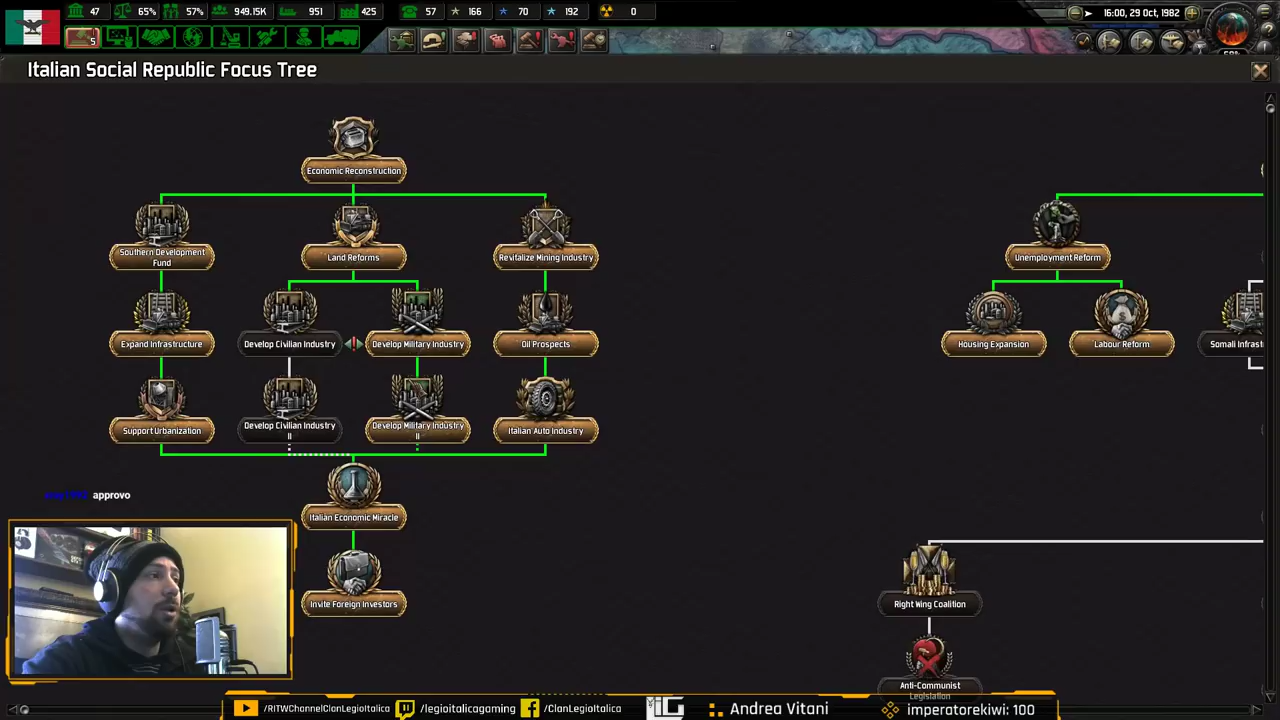 47 65% 57% 949.15K 951 425 57 166 70 192 0
16:00, 29 Oct, 1982
5
Italian Social Republic Focus Tree
Economic Reconstruction
Southern Development
Fund
Land Reforms
Revitalize Mining Industry
Unemployment Reform
Expand Infrastructure
Develop Civilian Industry
Develop Military Industry
Oil Prospects
Housing Expansion
Labour Reform
Somali Infrast
Support Urbanization
Develop Civilian Industry
II
Develop Military Industry
II
Italian Auto Industry
approvo
Italian Economic Miracle
Invite Foreign Investors
Right Wing Coalition
Anti-Communist
Legislation
/RITWChannelClanLegioItalica
/legioitalicagaming
/ClanLegioItalica
LIG
Andrea Vitani
imperatorekiwi: 100